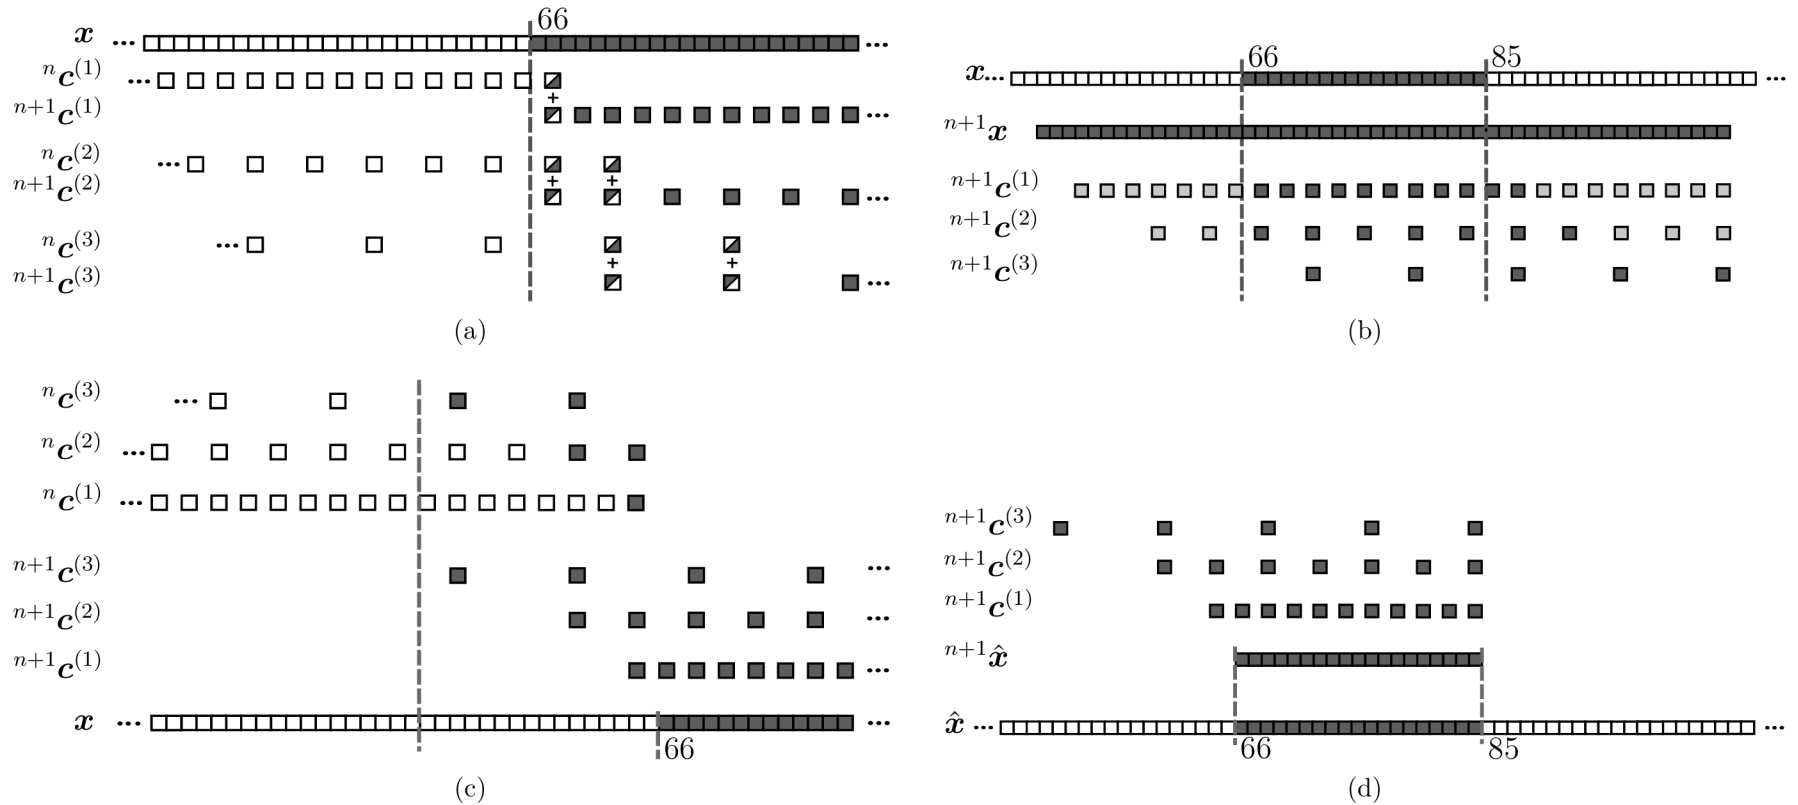 x ... 66 ...
... ⁿc⁽¹⁾
+
ⁿ⁺¹c⁽¹⁾ ...
ⁿc⁽²⁾ ...
+ +
ⁿ⁺¹c⁽²⁾ ...
ⁿc⁽³⁾ ...
+ +
ⁿ⁺¹c⁽³⁾ ...
(a)
66 85
x... ...
ⁿ⁺¹x
ⁿ⁺¹c⁽¹⁾
ⁿ⁺¹c⁽²⁾
ⁿ⁺¹c⁽³⁾
(b)
ⁿc⁽³⁾ ...
ⁿc⁽²⁾ ...
ⁿc⁽¹⁾ ...
ⁿ⁺¹c⁽³⁾ ...
ⁿ⁺¹c⁽²⁾ ...
ⁿ⁺¹c⁽¹⁾ ...
x ... ...
66
(c)
ⁿ⁺¹c⁽³⁾
ⁿ⁺¹c⁽²⁾
ⁿ⁺¹c⁽¹⁾
ⁿ⁺¹x̂
x̂ ... ...
66 85
(d)